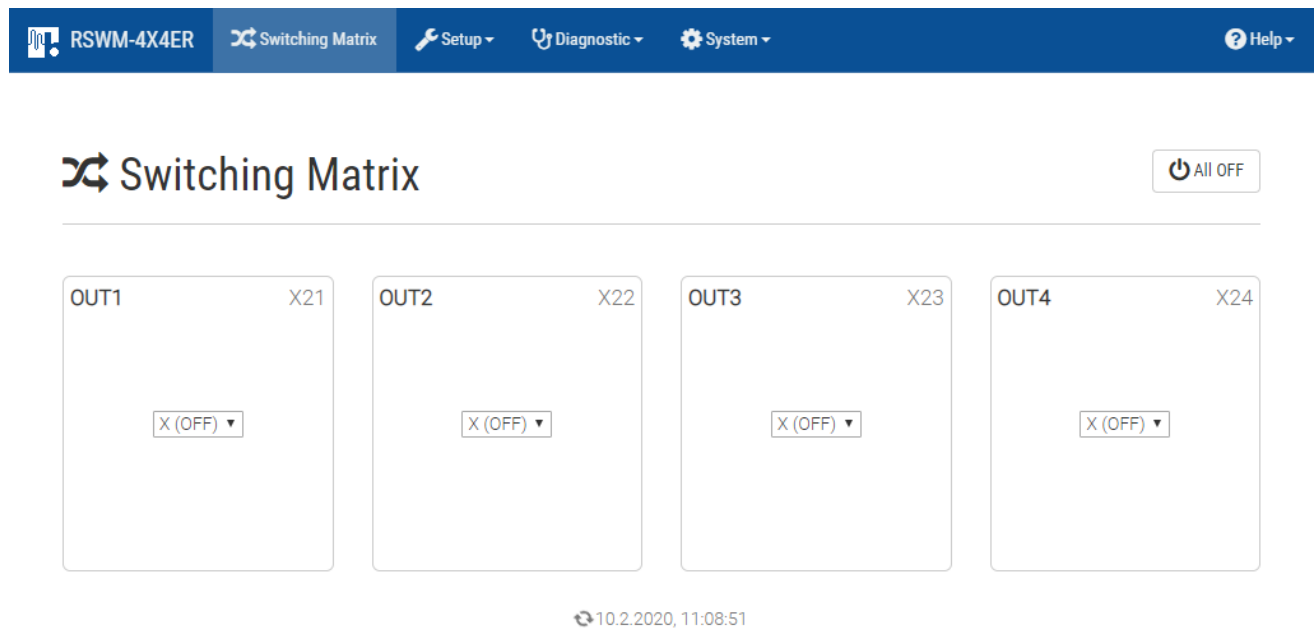 RSWM-4X4ER Switching Matrix Setup Diagnostic System Help
Switching Matrix
All OFF
OUT1 X21 OUT2 X22 OUT3 X23 OUT4 X24
X (OFF) X (OFF) X (OFF) X (OFF)
10.2.2020, 11:08:51